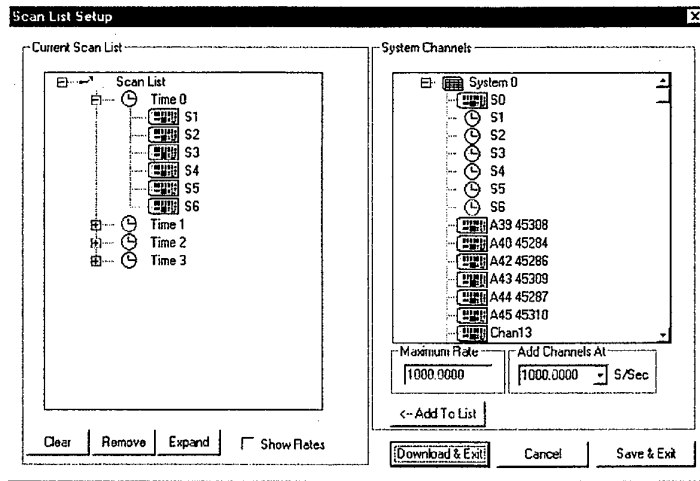 Scan List Setup
Current Scan List
Scan List
Time 0
S1
S2
S3
S4
S5
S6
Time 1
Time 2
Time 3
Clear
Remove
Expand
Show Rates
System Channels
System 0
S0
S1
S2
S3
S4
S5
S6
A39 45308
A40 45284
A42 45286
A43 45309
A44 45287
A45 45310
Chan13
Maximum Rate
1000.0000
Add Channels At
1000.0000
S/Sec
<-- Add To List
Download & Exit
Cancel
Save & Exit